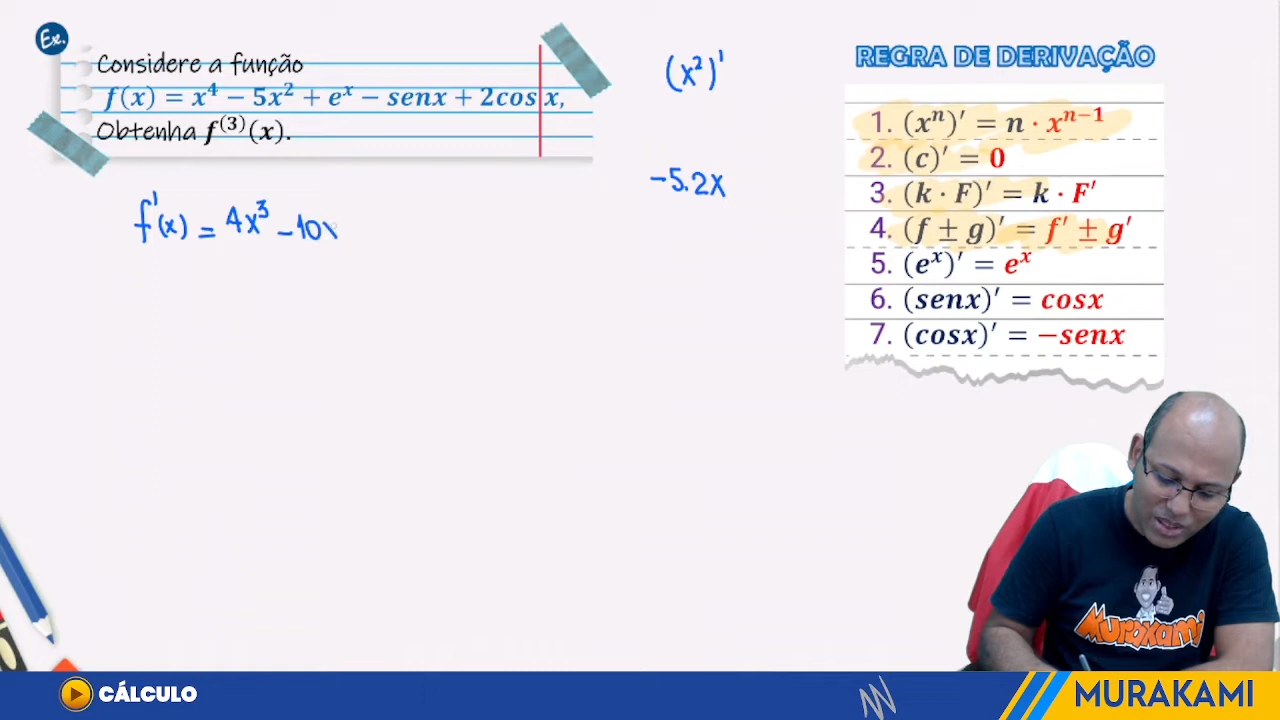 Ex.
Considere a função
f(x) = x⁴ − 5x² + eˣ − senx + 2cos x,
Obtenha f⁽³⁾(x).
f'(x) = 4x³ − 10x
(x²)'
−5.2x
REGRA DE DERIVAÇÃO
1. (xⁿ)′ = n · xⁿ⁻¹
2. (c)′ = 0
3. (k · F)′ = k · F′
4. (f ± g)′ = f′ ± g′
5. (eˣ)′ = eˣ
6. (senx)′ = cosx
7. (cosx)′ = −senx
Murakami
CÁLCULO
MURAKAMI